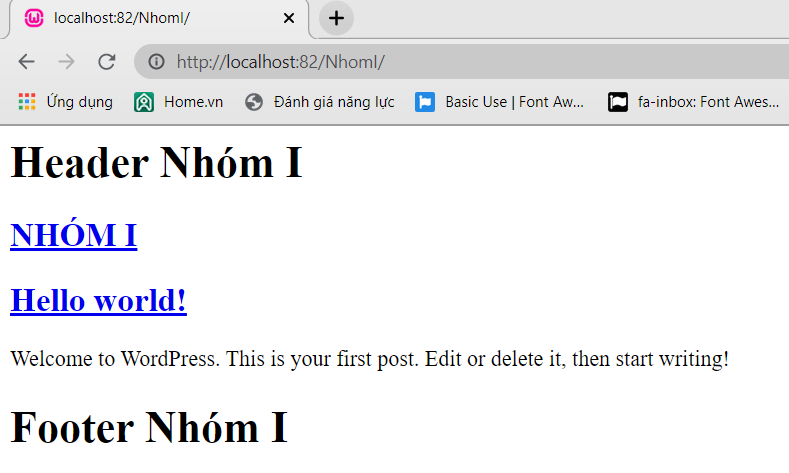 localhost:82/NhomI/
http://localhost:82/NhomI/
Ứng dụng Home.vn Đánh giá năng lực Basic Use | Font Aw... fa-inbox: Font Awes...
Header Nhóm I
NHÓM I
Hello world!
Welcome to WordPress. This is your first post. Edit or delete it, then start writing!
Footer Nhóm I